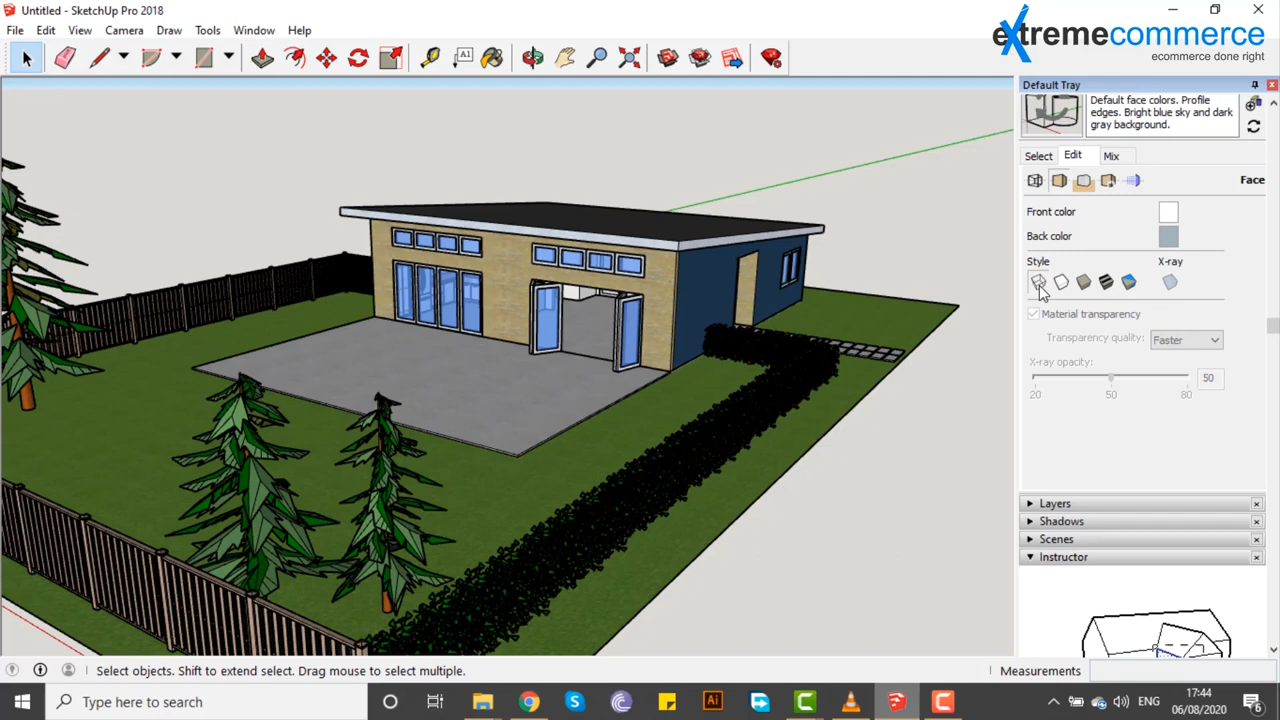 Untitled - SketchUp Pro 2018
File Edit View Camera Draw Tools Window Help
extremecommerce
ecommerce done right
A1
Default Tray
Default face colors. Profile
edges. Bright blue sky and dark
gray background.
Select Edit Mix
Face
Front color
Back color
Style X-ray
Material transparency
Transparency quality: Faster
X-ray opacity:
50
20 50 80
Layers
Shadows
Scenes
Instructor
Select objects. Shift to extend select. Drag mouse to select multiple.
Measurements
Type here to search
Ai
ENG
17:44
06/08/2020
6